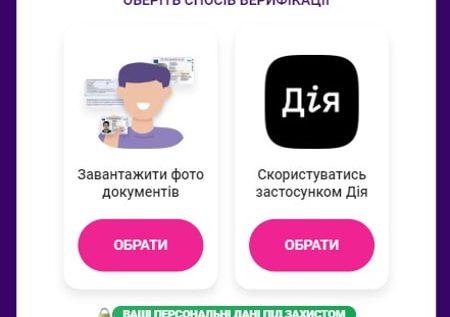 ОБЕРІТЬ СПОСІБ ВЕРИФІКАЦІЇ
Дія
Завантажити фото
документів
Скористуватись
застосунком Дія
ОБРАТИ
ОБРАТИ
ВАШІ ПЕРСОНАЛЬНІ ДАНІ ПІД ЗАХИСТОМ